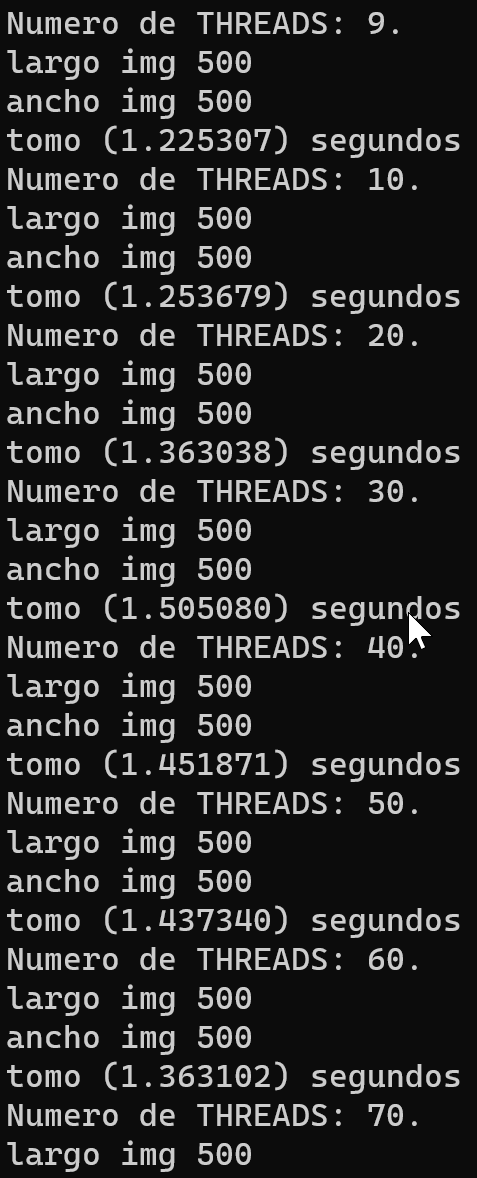 Numero de THREADS: 9.
largo img 500
ancho img 500
tomo (1.225307) segundos
Numero de THREADS: 10.
largo img 500
ancho img 500
tomo (1.253679) segundos
Numero de THREADS: 20.
largo img 500
ancho img 500
tomo (1.363038) segundos
Numero de THREADS: 30.
largo img 500
ancho img 500
tomo (1.505080) segundos
Numero de THREADS: 40.
largo img 500
ancho img 500
tomo (1.451871) segundos
Numero de THREADS: 50.
largo img 500
ancho img 500
tomo (1.437340) segundos
Numero de THREADS: 60.
largo img 500
ancho img 500
tomo (1.363102) segundos
Numero de THREADS: 70.
largo img 500